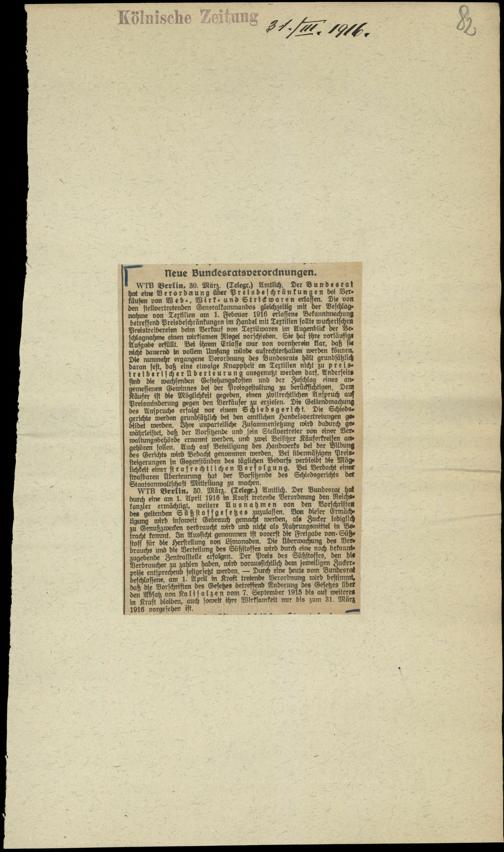 Kölnische Zeitung
31./III. 1916.
82
Neue Bundesratsverordnungen.
WTB Berlin, 30. März. (Telegr.) Amtlich. Der Bundesrat
hat eine Verordnung über Preisbeschränkungen bei Ver-
käufen von Web-, Wirk- und Strickwaren erlassen. Die von
den stellvertretenden Generalkommandos gleichzeitig mit der Beschlag-
nahme von Textilien am 1. Februar 1916 erlassene Bekanntmachung
betreffend Preisbeschränkungen im Handel mit Textilien sollte wucherischen
Preistreibereien beim Verkauf von Textilwaren im Augenblick der Be-
schlagnahme einen wirksamen Riegel vorschieben. Sie hat ihre vorläufige
Aufgabe erfüllt. Bei ihrem Erlasse war von vornherein klar, daß sie
nicht dauernd in vollem Umfang würde aufrechterhalten werden können.
Die nunmehr ergangene Verordnung des Bundesrats hält grundsätzlich
daran fest, daß eine etwaige Knappheit an Textilien nicht zu preis-
treiberischer Überteuerung ausgenutzt werden darf. Anderseits
sind die wachsenden Gestehungskosten und der Zuschlag eines an-
gemessenen Gewinnes bei der Preisgestaltung zu berücksichtigen. Dem
Käufer ist die Möglichkeit gegeben, einen zivilrechtlichen Anspruch auf
Preisminderung gegen den Verkäufer zu erzielen. Die Geltendmachung
des Anspruchs erfolgt vor einem Schiedsgericht. Die Schieds-
gerichte werden grundsätzlich bei den amtlichen Handelsvertretungen ge-
bildet werden. Ihre unparteiische Zusammensetzung wird dadurch ge-
währleistet, daß der Vorsitzende und sein Stellvertreter von einer Ver-
waltungsbehörde ernannt werden, und zwei Beisitzer Käuferkreisen an-
gehören sollen. Auch auf Beteiligung des Handwerks bei der Bildung
des Gerichts wird Bedacht genommen werden. Bei übermäßigen Preis-
steigerungen in Gegenständen des täglichen Bedarfs verbleibt die Mög-
lichkeit einer strafrechtlichen Verfolgung. Bei Verdacht einer
strafbaren Überteuerung hat der Vorsitzende des Schiedsgerichts der
Staatsanwaltschaft Mitteilung zu machen.
WTB Berlin, 30. März. (Telegr.) Amtlich. Der Bundesrat hat
durch eine am 1. April 1916 in Kraft tretende Verordnung den Reichs-
kanzler ermächtigt, weitere Ausnahmen von den Vorschriften
des geltenden Süßstoffgesetzes zuzulassen. Von dieser Ermäch-
tigung wird insoweit Gebrauch gemacht werden, als Zucker lediglich
zu Genußzwecken verbraucht wird und nicht als Nahrungsmittel in Be-
tracht kommt. In Aussicht genommen ist vorerst die Freigabe von Süß-
stoff für die Herstellung von Limonaden. Die Überwachung des Ver-
brauchs und die Verteilung des Süßstoffes wird durch eine noch bekannt-
zugebende Zentralstelle erfolgen. Der Preis des Süßstoffes, den die
Verbraucher zu zahlen haben, wird voraussichtlich dem jeweiligen Zucker-
preise entsprechend festgesetzt werden. — Durch eine heute vom Bundesrat
beschlossene, am 1. April in Kraft tretende Verordnung wird bestimmt,
daß die Vorschriften des Gesetzes betreffend Änderung des Gesetzes über
den Absatz von Kalisalzen vom 7. September 1915 bis auf weiteres
in Kraft bleiben, auch soweit ihre Wirksamkeit nur bis zum 31. März
1916 vorgesehen ist.